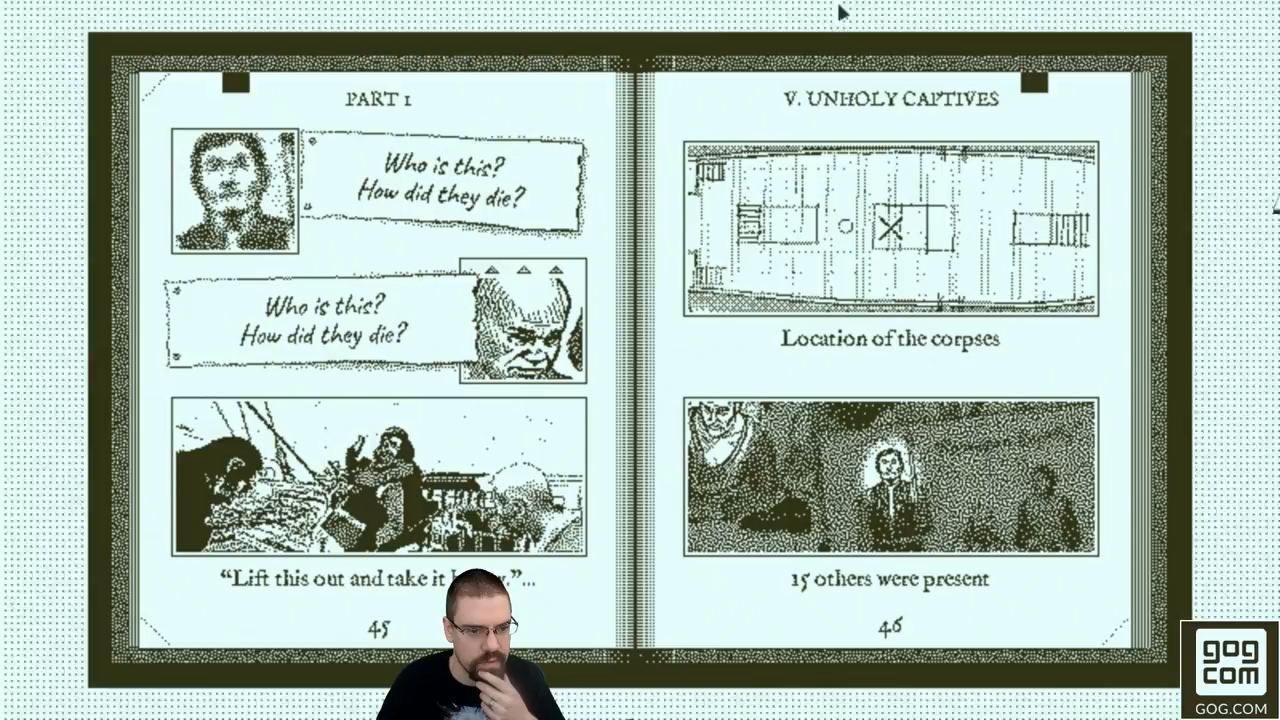 PART 1
Who is this?
How did they die?
Who is this?
How did they die?
"Lift this out and take it
"...
45
V. UNHOLY CAPTIVES
Location of the corpses
15 others were present
46
gog
com
GOG.COM